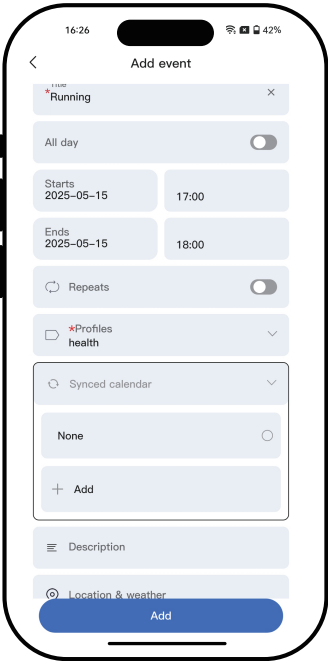 16:26
42%
Add event
Title
*Running
All day
Starts
2025-05-15
17:00
Ends
2025-05-15
18:00
Repeats
*Profiles
health
Synced calendar
None
Add
Description
Location & weather
Add